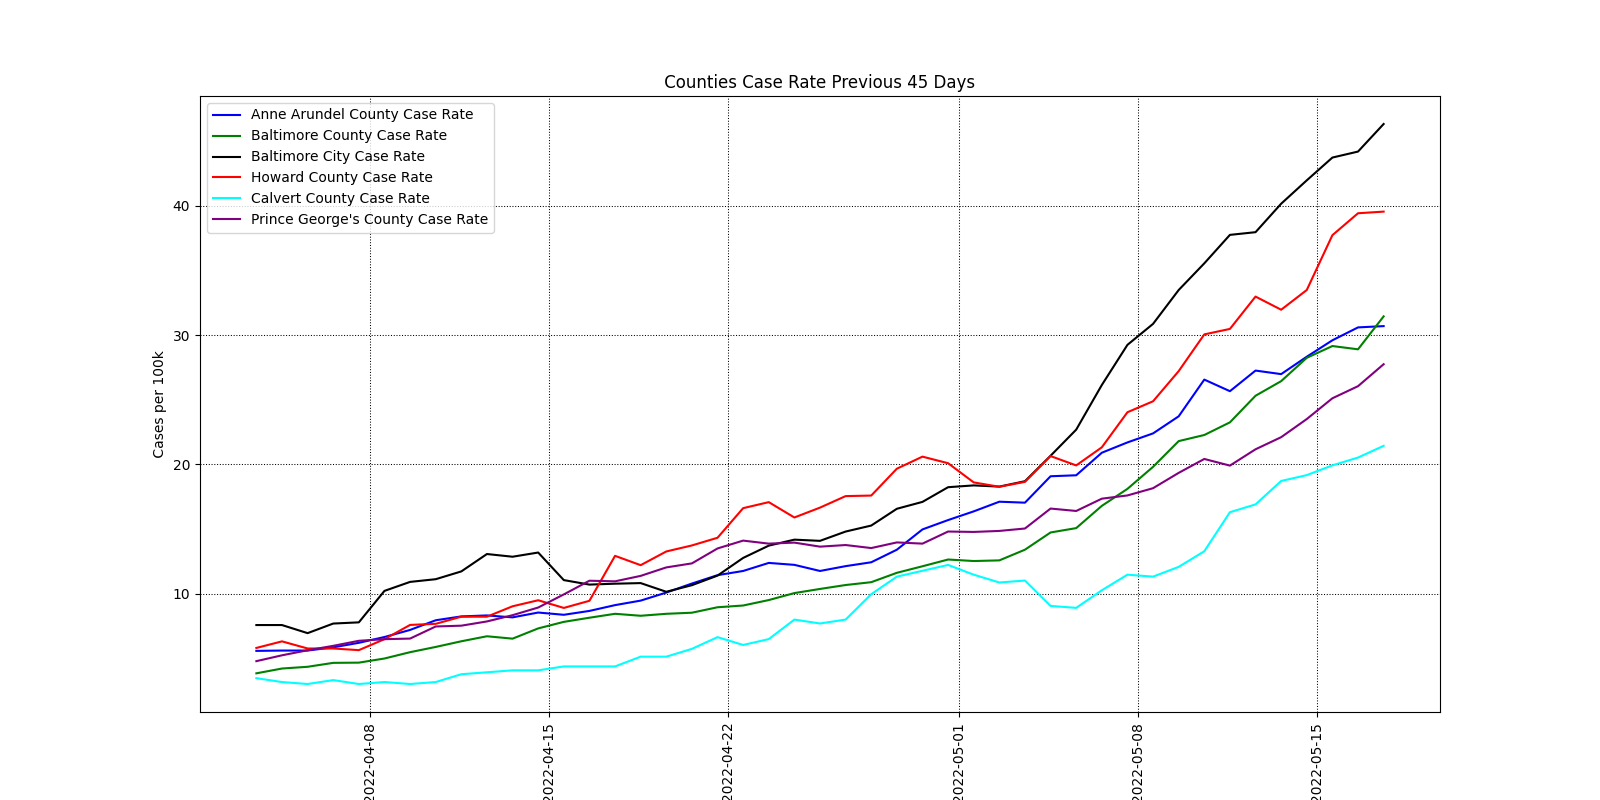 Counties Case Rate Previous 45 Days
Anne Arundel County Case Rate
Baltimore County Case Rate
Baltimore City Case Rate
Howard County Case Rate
Calvert County Case Rate
Prince George's County Case Rate
Cases per 100k
40
30
20
10
2022-04-08
2022-04-15
2022-04-22
2022-05-01
2022-05-08
2022-05-15